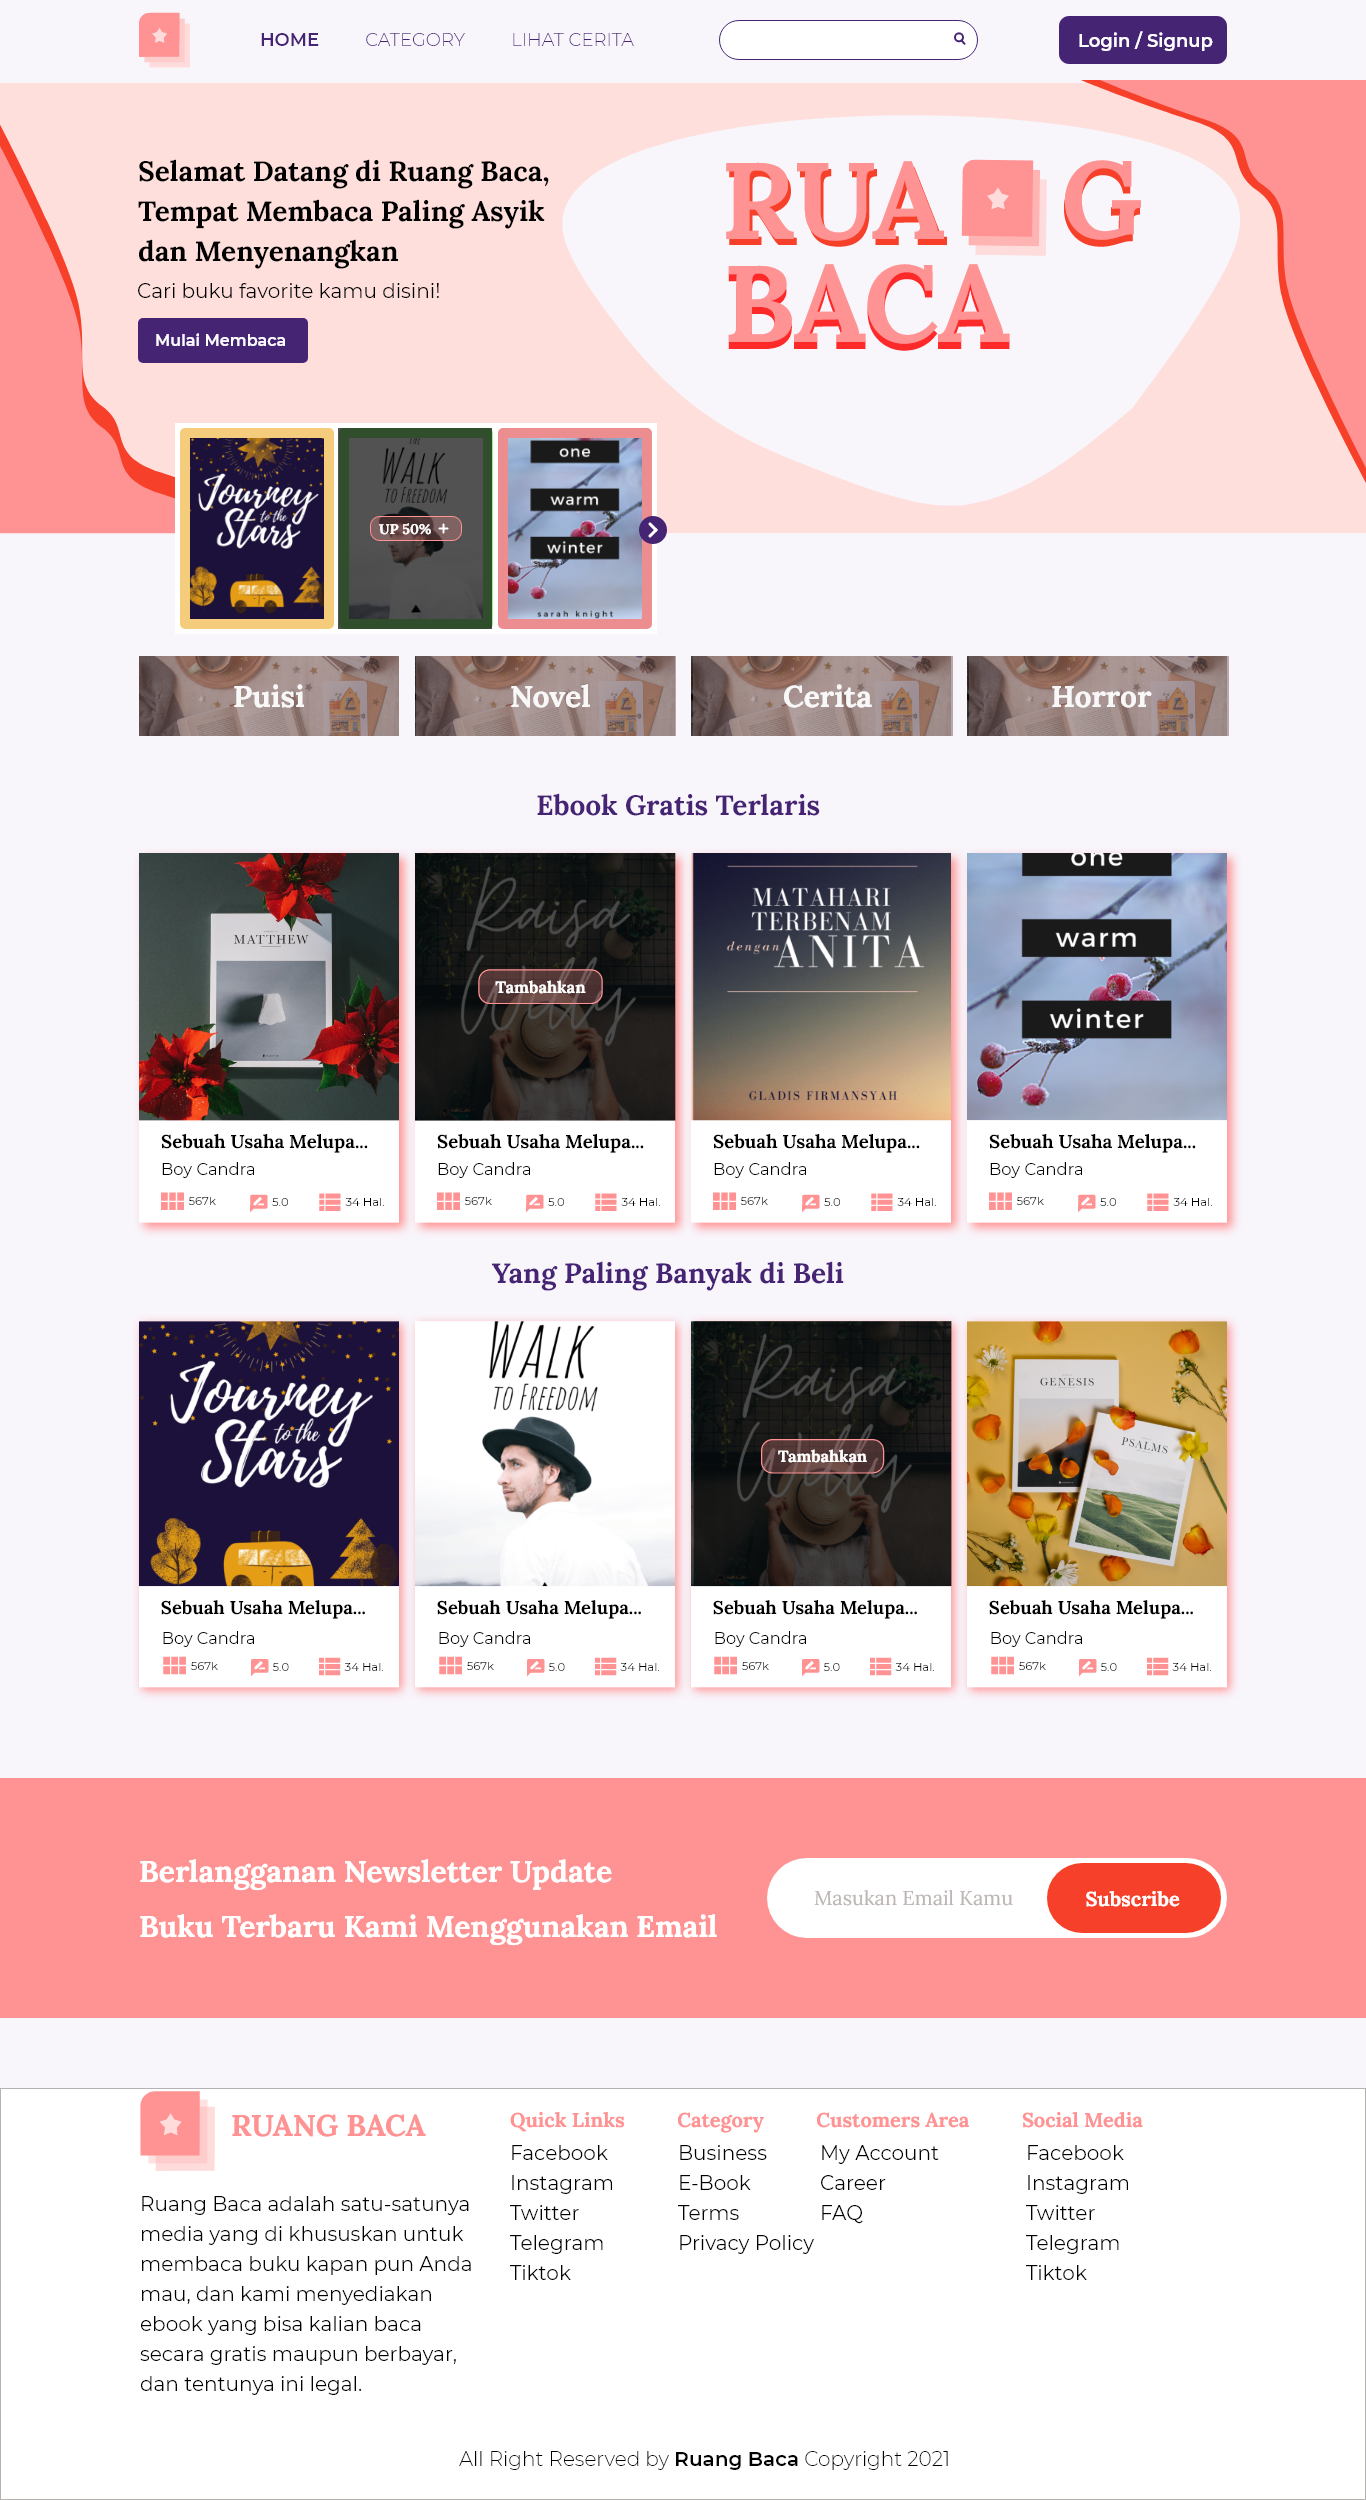 HOME CATEGORY LIHAT CERITA Login / Signup
Selamat Datang di Ruang Baca,
Tempat Membaca Paling Asyik
dan Menyenangkan
Cari buku favorite kamu disini!
Mulai Membaca
RUA G
BACA
Journey
to the
Stars
THE
WALK
TO FREEDOM
UP 50% +
one
warm
winter
sarah knight
Puisi Novel Cerita Horror
Ebook Gratis Terlaris
MATTHEW
Raisa
Willy
Tambahkan
MATAHARI
TERBENAM
dengan ANITA
GLADIS FIRMANSYAH
one
warm
winter
Sebuah Usaha Melupa... Sebuah Usaha Melupa... Sebuah Usaha Melupa... Sebuah Usaha Melupa...
Boy Candra Boy Candra Boy Candra Boy Candra
567k 5.0 34 Hal. 567k 5.0 34 Hal. 567k 5.0 34 Hal. 567k 5.0 34 Hal.
Yang Paling Banyak di Beli
Journey
to the
Stars
WALK
TO FREEDOM
Raisa
Willy
Tambahkan
GENESIS
PSALMS
Sebuah Usaha Melupa... Sebuah Usaha Melupa... Sebuah Usaha Melupa... Sebuah Usaha Melupa...
Boy Candra Boy Candra Boy Candra Boy Candra
567k 5.0 34 Hal. 567k 5.0 34 Hal. 567k 5.0 34 Hal. 567k 5.0 34 Hal.
Berlangganan Newsletter Update
Buku Terbaru Kami Menggunakan Email
Masukan Email Kamu Subscribe
RUANG BACA
Ruang Baca adalah satu-satunya
media yang di khususkan untuk
membaca buku kapan pun Anda
mau, dan kami menyediakan
ebook yang bisa kalian baca
secara gratis maupun berbayar,
dan tentunya ini legal.
Quick Links
Facebook
Instagram
Twitter
Telegram
Tiktok
Category
Business
E-Book
Terms
Privacy Policy
Customers Area
My Account
Career
FAQ
Social Media
Facebook
Instagram
Twitter
Telegram
Tiktok
All Right Reserved by Ruang Baca Copyright 2021